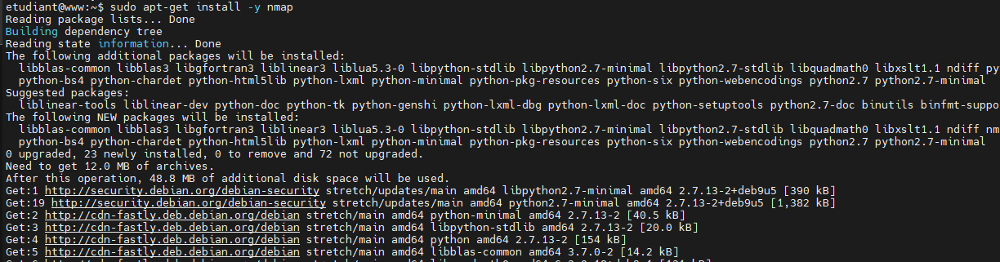 etudiant@www:~$ sudo apt-get install -y nmap
Reading package lists... Done
Building dependency tree
Reading state information... Done
The following additional packages will be installed:
  libblas-common libblas3 libgfortran3 liblinear3 liblua5.3-0 libpython-stdlib libpython2.7-minimal libpython2.7-stdlib libquadmath0 libxslt1.1 ndiff py
  python-bs4 python-chardet python-html5lib python-lxml python-minimal python-pkg-resources python-six python-webencodings python2.7 python2.7-minimal
Suggested packages:
  liblinear-tools liblinear-dev python-doc python-tk python-genshi python-lxml-dbg python-lxml-doc python-setuptools python2.7-doc binutils binfmt-suppo
The following NEW packages will be installed:
  libblas-common libblas3 libgfortran3 liblinear3 liblua5.3-0 libpython-stdlib libpython2.7-minimal libpython2.7-stdlib libquadmath0 libxslt1.1 ndiff nm
  python-bs4 python-chardet python-html5lib python-lxml python-minimal python-pkg-resources python-six python-webencodings python2.7 python2.7-minimal
0 upgraded, 23 newly installed, 0 to remove and 72 not upgraded.
Need to get 12.0 MB of archives.
After this operation, 48.8 MB of additional disk space will be used.
Get:1 http://security.debian.org/debian-security stretch/updates/main amd64 libpython2.7-minimal amd64 2.7.13-2+deb9u5 [390 kB]
Get:19 http://security.debian.org/debian-security stretch/updates/main amd64 python2.7-minimal amd64 2.7.13-2+deb9u5 [1,382 kB]
Get:2 http://cdn-fastly.deb.debian.org/debian stretch/main amd64 python-minimal amd64 2.7.13-2 [40.5 kB]
Get:3 http://cdn-fastly.deb.debian.org/debian stretch/main amd64 libpython-stdlib amd64 2.7.13-2 [20.0 kB]
Get:4 http://cdn-fastly.deb.debian.org/debian stretch/main amd64 python amd64 2.7.13-2 [154 kB]
Get:5 http://cdn-fastly.deb.debian.org/debian stretch/main amd64 libblas-common amd64 3.7.0-2 [14.2 kB]